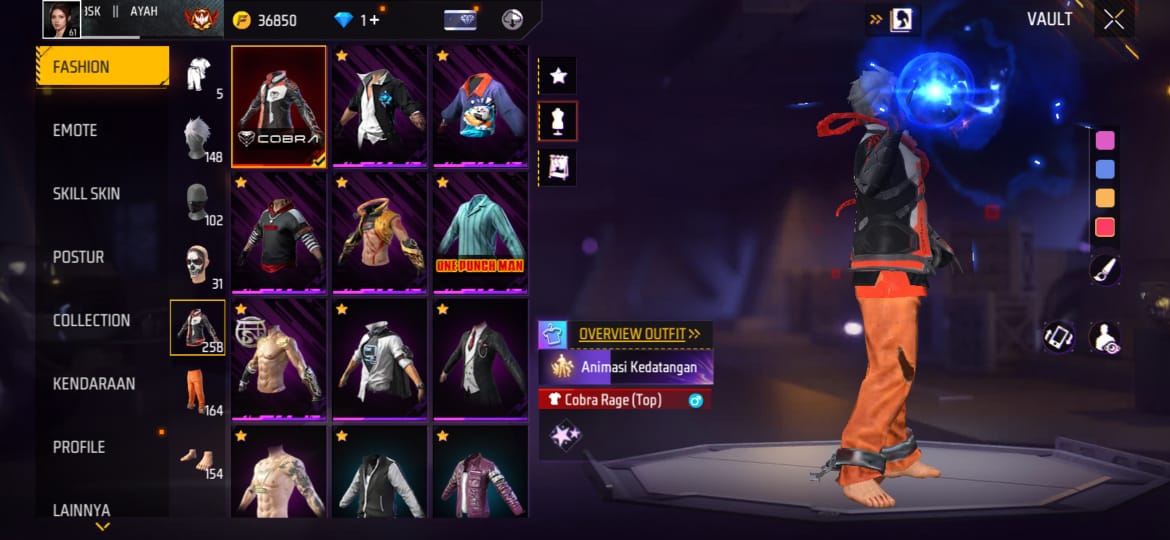 ƎSK || AYAH
61
36850
1+
VAULT
FASHION
EMOTE
SKILL SKIN
POSTUR
COLLECTION
KENDARAAN
PROFILE
LAINNYA
5
148
102
31
258
164
154
COBRA
ONE PUNCH MAN
OVERVIEW OUTFIT >>
Animasi Kedatangan
Cobra Rage (Top)